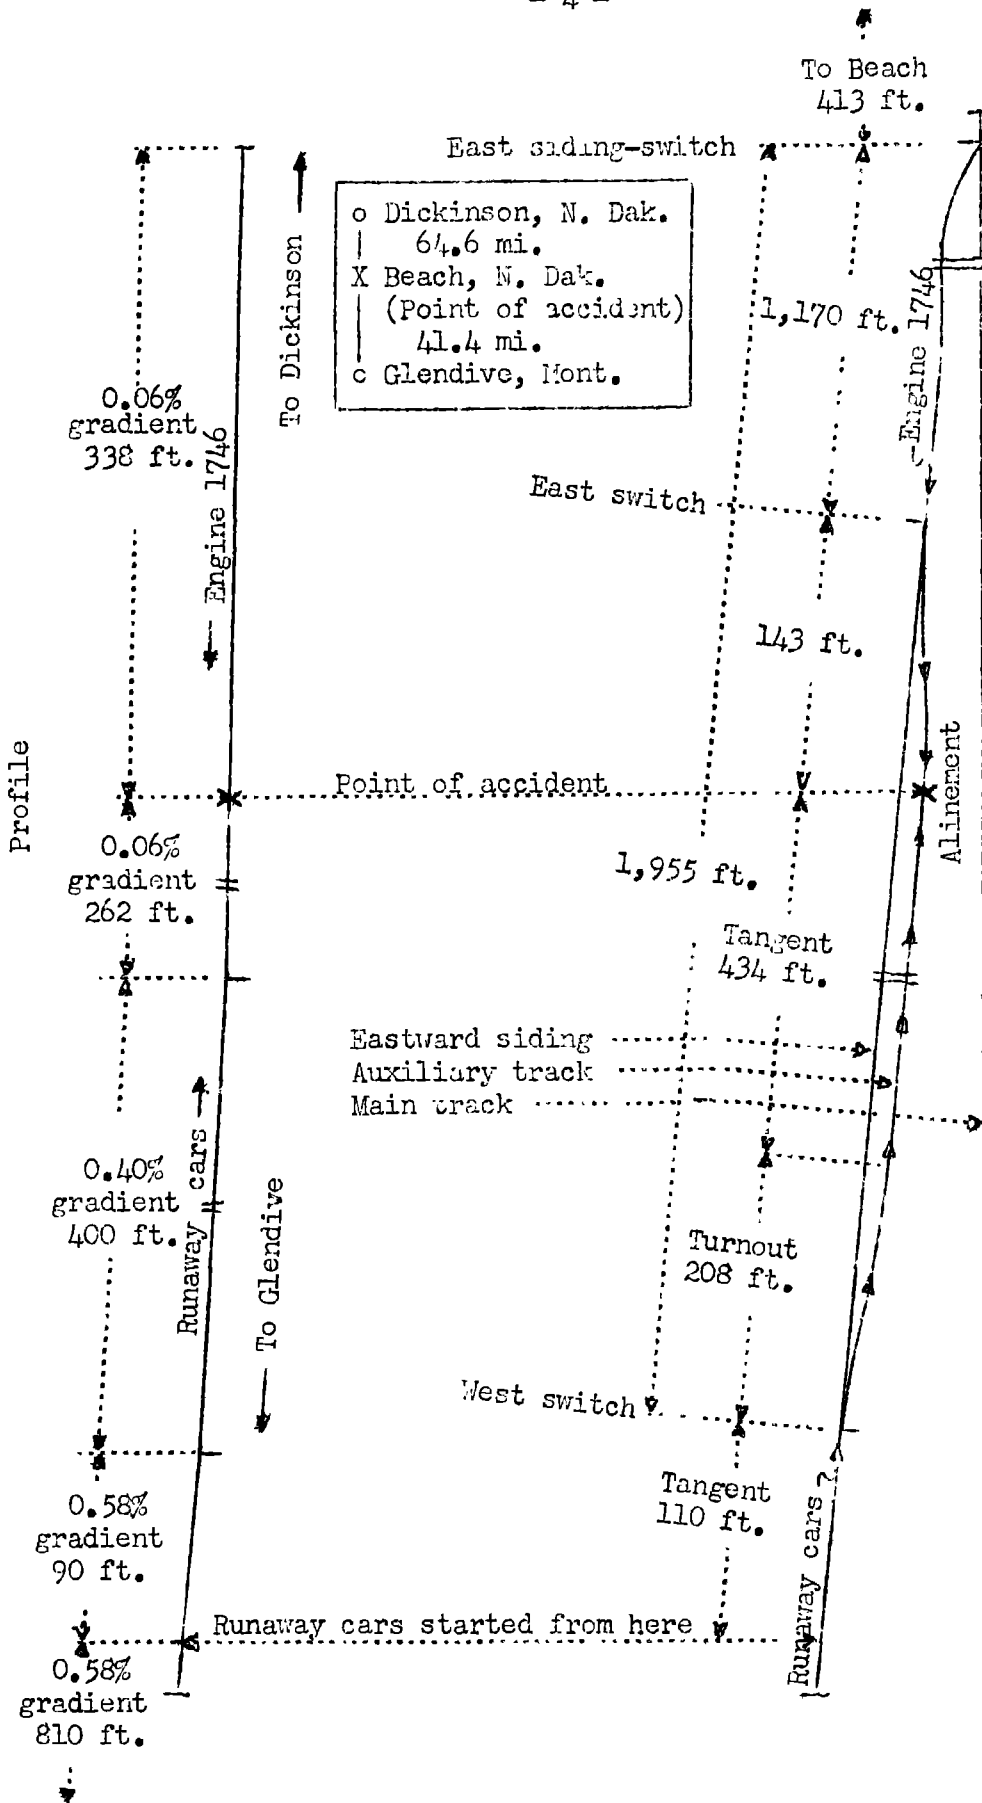 - 4 -
To Beach
413 ft.
East siding-switch
To Dickinson
o Dickinson, N. Dak.
64.6 mi.
X Beach, N. Dak.
(Point of accident)
41.4 mi.
o Glendive, Mont.
1,170 ft.
Engine 1746
0.06%
gradient
338 ft.
Engine 1746
East switch
143 ft.
Profile
Point of accident
Alinement
0.06%
gradient
262 ft.
1,955 ft.
Tangent
434 ft.
Eastward siding
Auxiliary track
Main track
0.40%
gradient
400 ft.
Runaway cars
To Glendive
Turnout
208 ft.
West switch
Tangent
110 ft.
Runaway cars
0.58%
gradient
90 ft.
Runaway cars started from here
0.58%
gradient
810 ft.